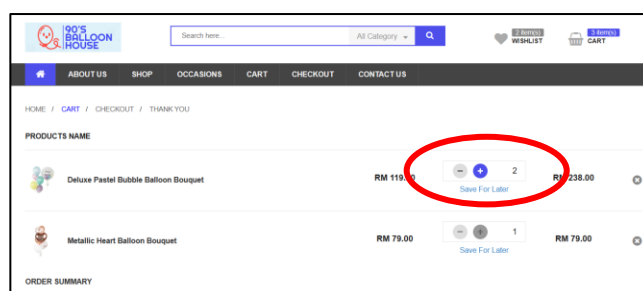 90'S
BALLOON
HOUSE
Search here..
All Category
2 item(s)
WISHLIST
3 item(s)
CART
ABOUT US SHOP OCCASIONS CART CHECKOUT CONTACT US
HOME / CART / CHECKOUT / THANK YOU
PRODUCTS NAME
Deluxe Pastel Bubble Balloon Bouquet
RM 119. 0
− + 2
RM 238.00
Save For Later
Metallic Heart Balloon Bouquet
RM 79.00
− + 1
RM 79.00
Save For Later
ORDER SUMMARY